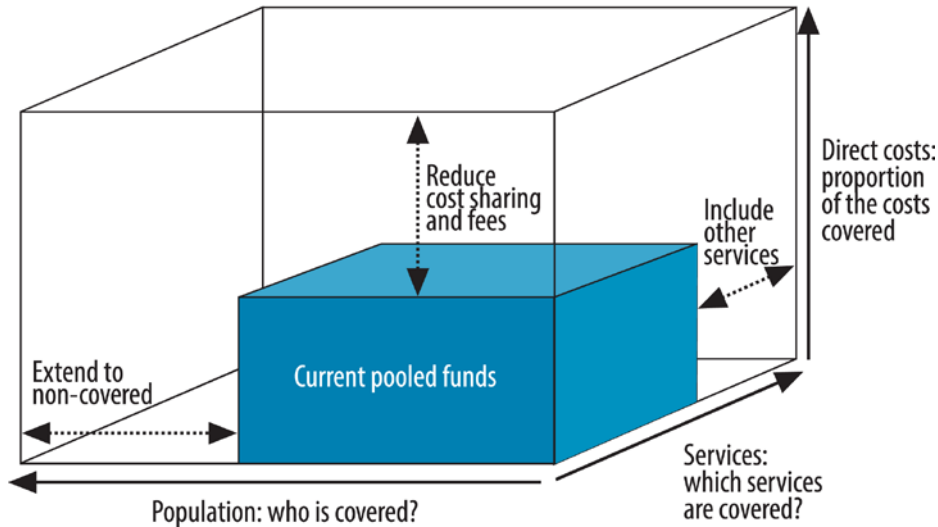 Reduce
cost sharing
and fees
Direct costs:
proportion
of the costs
covered
Include
other
services
Extend to
non-covered
Current pooled funds
Services:
which services
are covered?
Population: who is covered?